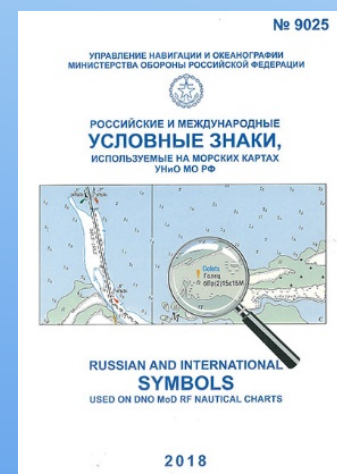 № 9025
УПРАВЛЕНИЕ НАВИГАЦИИ И ОКЕАНОГРАФИИ
МИНИСТЕРСТВА ОБОРОНЫ РОССИЙСКОЙ ФЕДЕРАЦИИ
РОССИЙСКИЕ И МЕЖДУНАРОДНЫЕ
УСЛОВНЫЕ ЗНАКИ,
ИСПОЛЬЗУЕМЫЕ НА МОРСКИХ КАРТАХ
УНиО МО РФ
Golets
Голец
RUSSIAN AND INTERNATIONAL
SYMBOLS
USED ON DNO MoD RF NAUTICAL CHARTS
2018